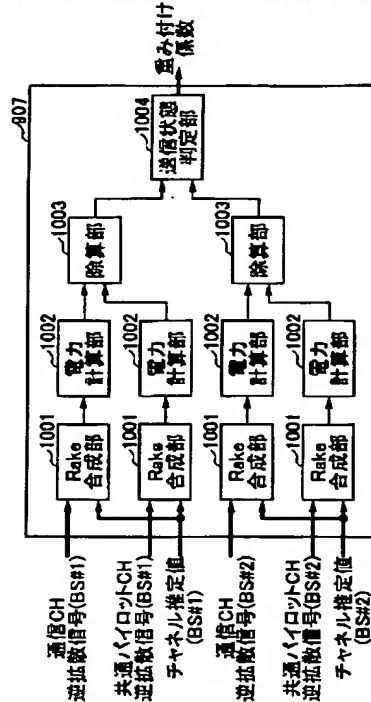 907
通信CH
逆拡散信号(BS#1)
共通パイロットCH
逆拡散信号(BS#1)
チャネル推定値
(BS#1)
通信CH
逆拡散信号(BS#2)
共通パイロットCH
逆拡散信号(BS#2)
チャネル推定値
(BS#2)
1001
Rake
合成部
1001
Rake
合成部
1001
Rake
合成部
1001
Rake
合成部
1002
電力
計算部
1002
電力
計算部
1002
電力
計算部
1002
電力
計算部
1003
除算部
1003
除算部
1004
送信状態
判定部
重み付け
係数